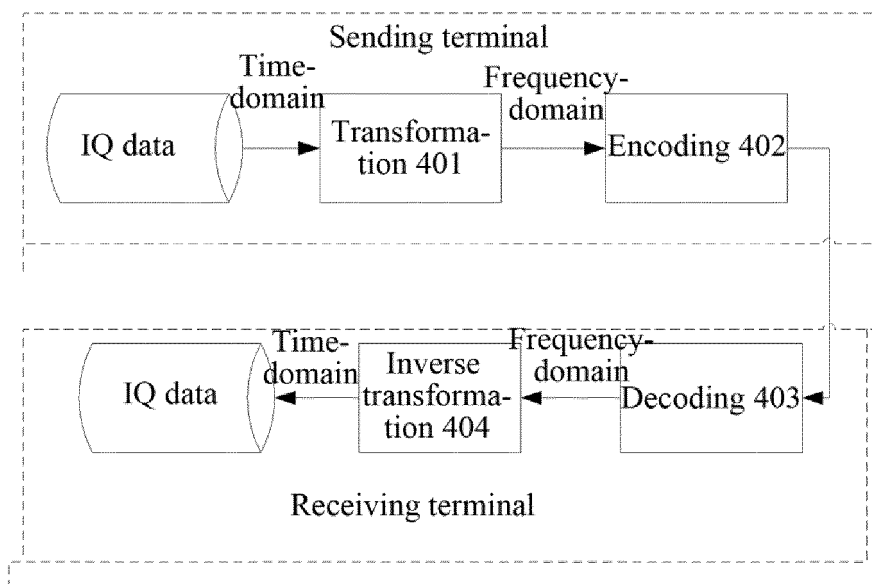 Sending terminal
Time-
domain
Frequency-
domain
IQ data
Transforma-
tion 401
Encoding 402
Time-
domain
Frequency-
domain
IQ data
Inverse
transforma-
tion 404
Decoding 403
Receiving terminal